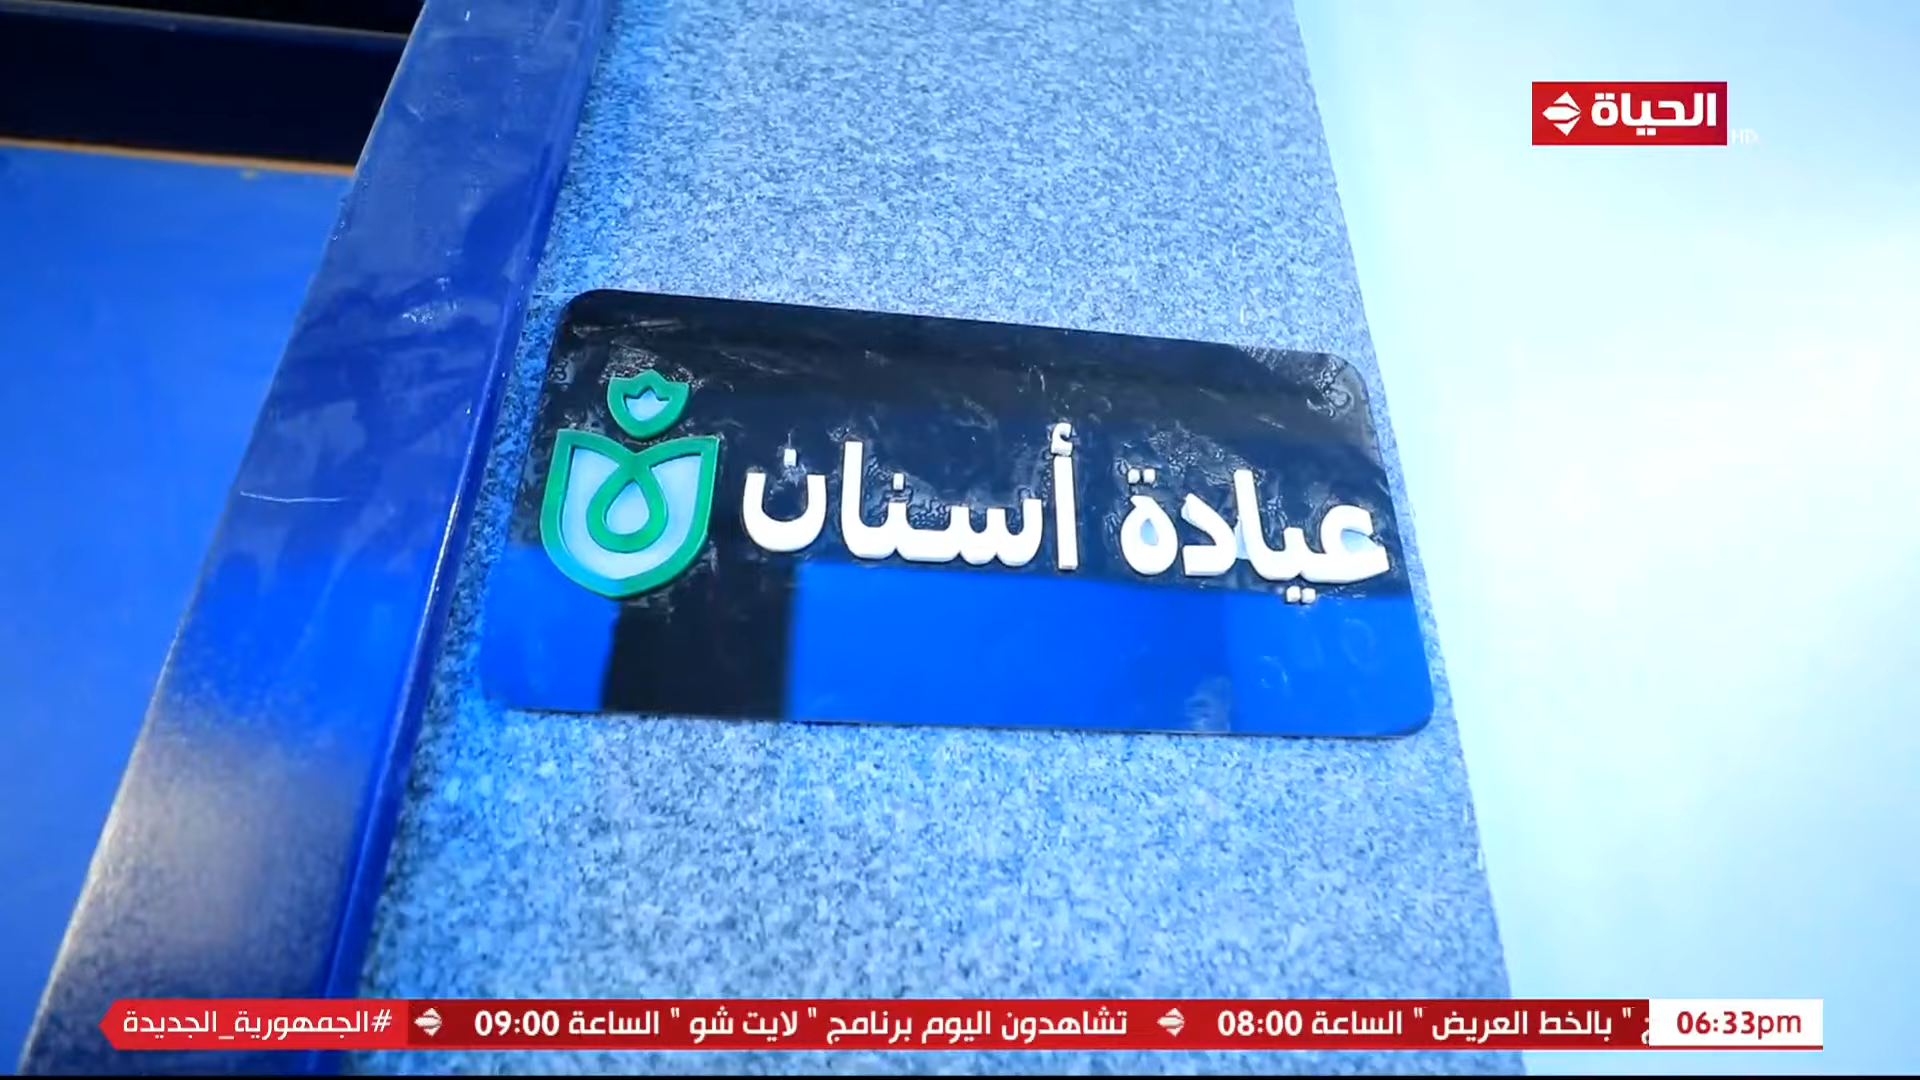 الحياة
HD
عيادة أسنان
06:33pm
" بالخط العريض " الساعة 08:00
تشاهدون اليوم برنامج " لايت شو " الساعة 09:00
#الجمهورية_الجديدة